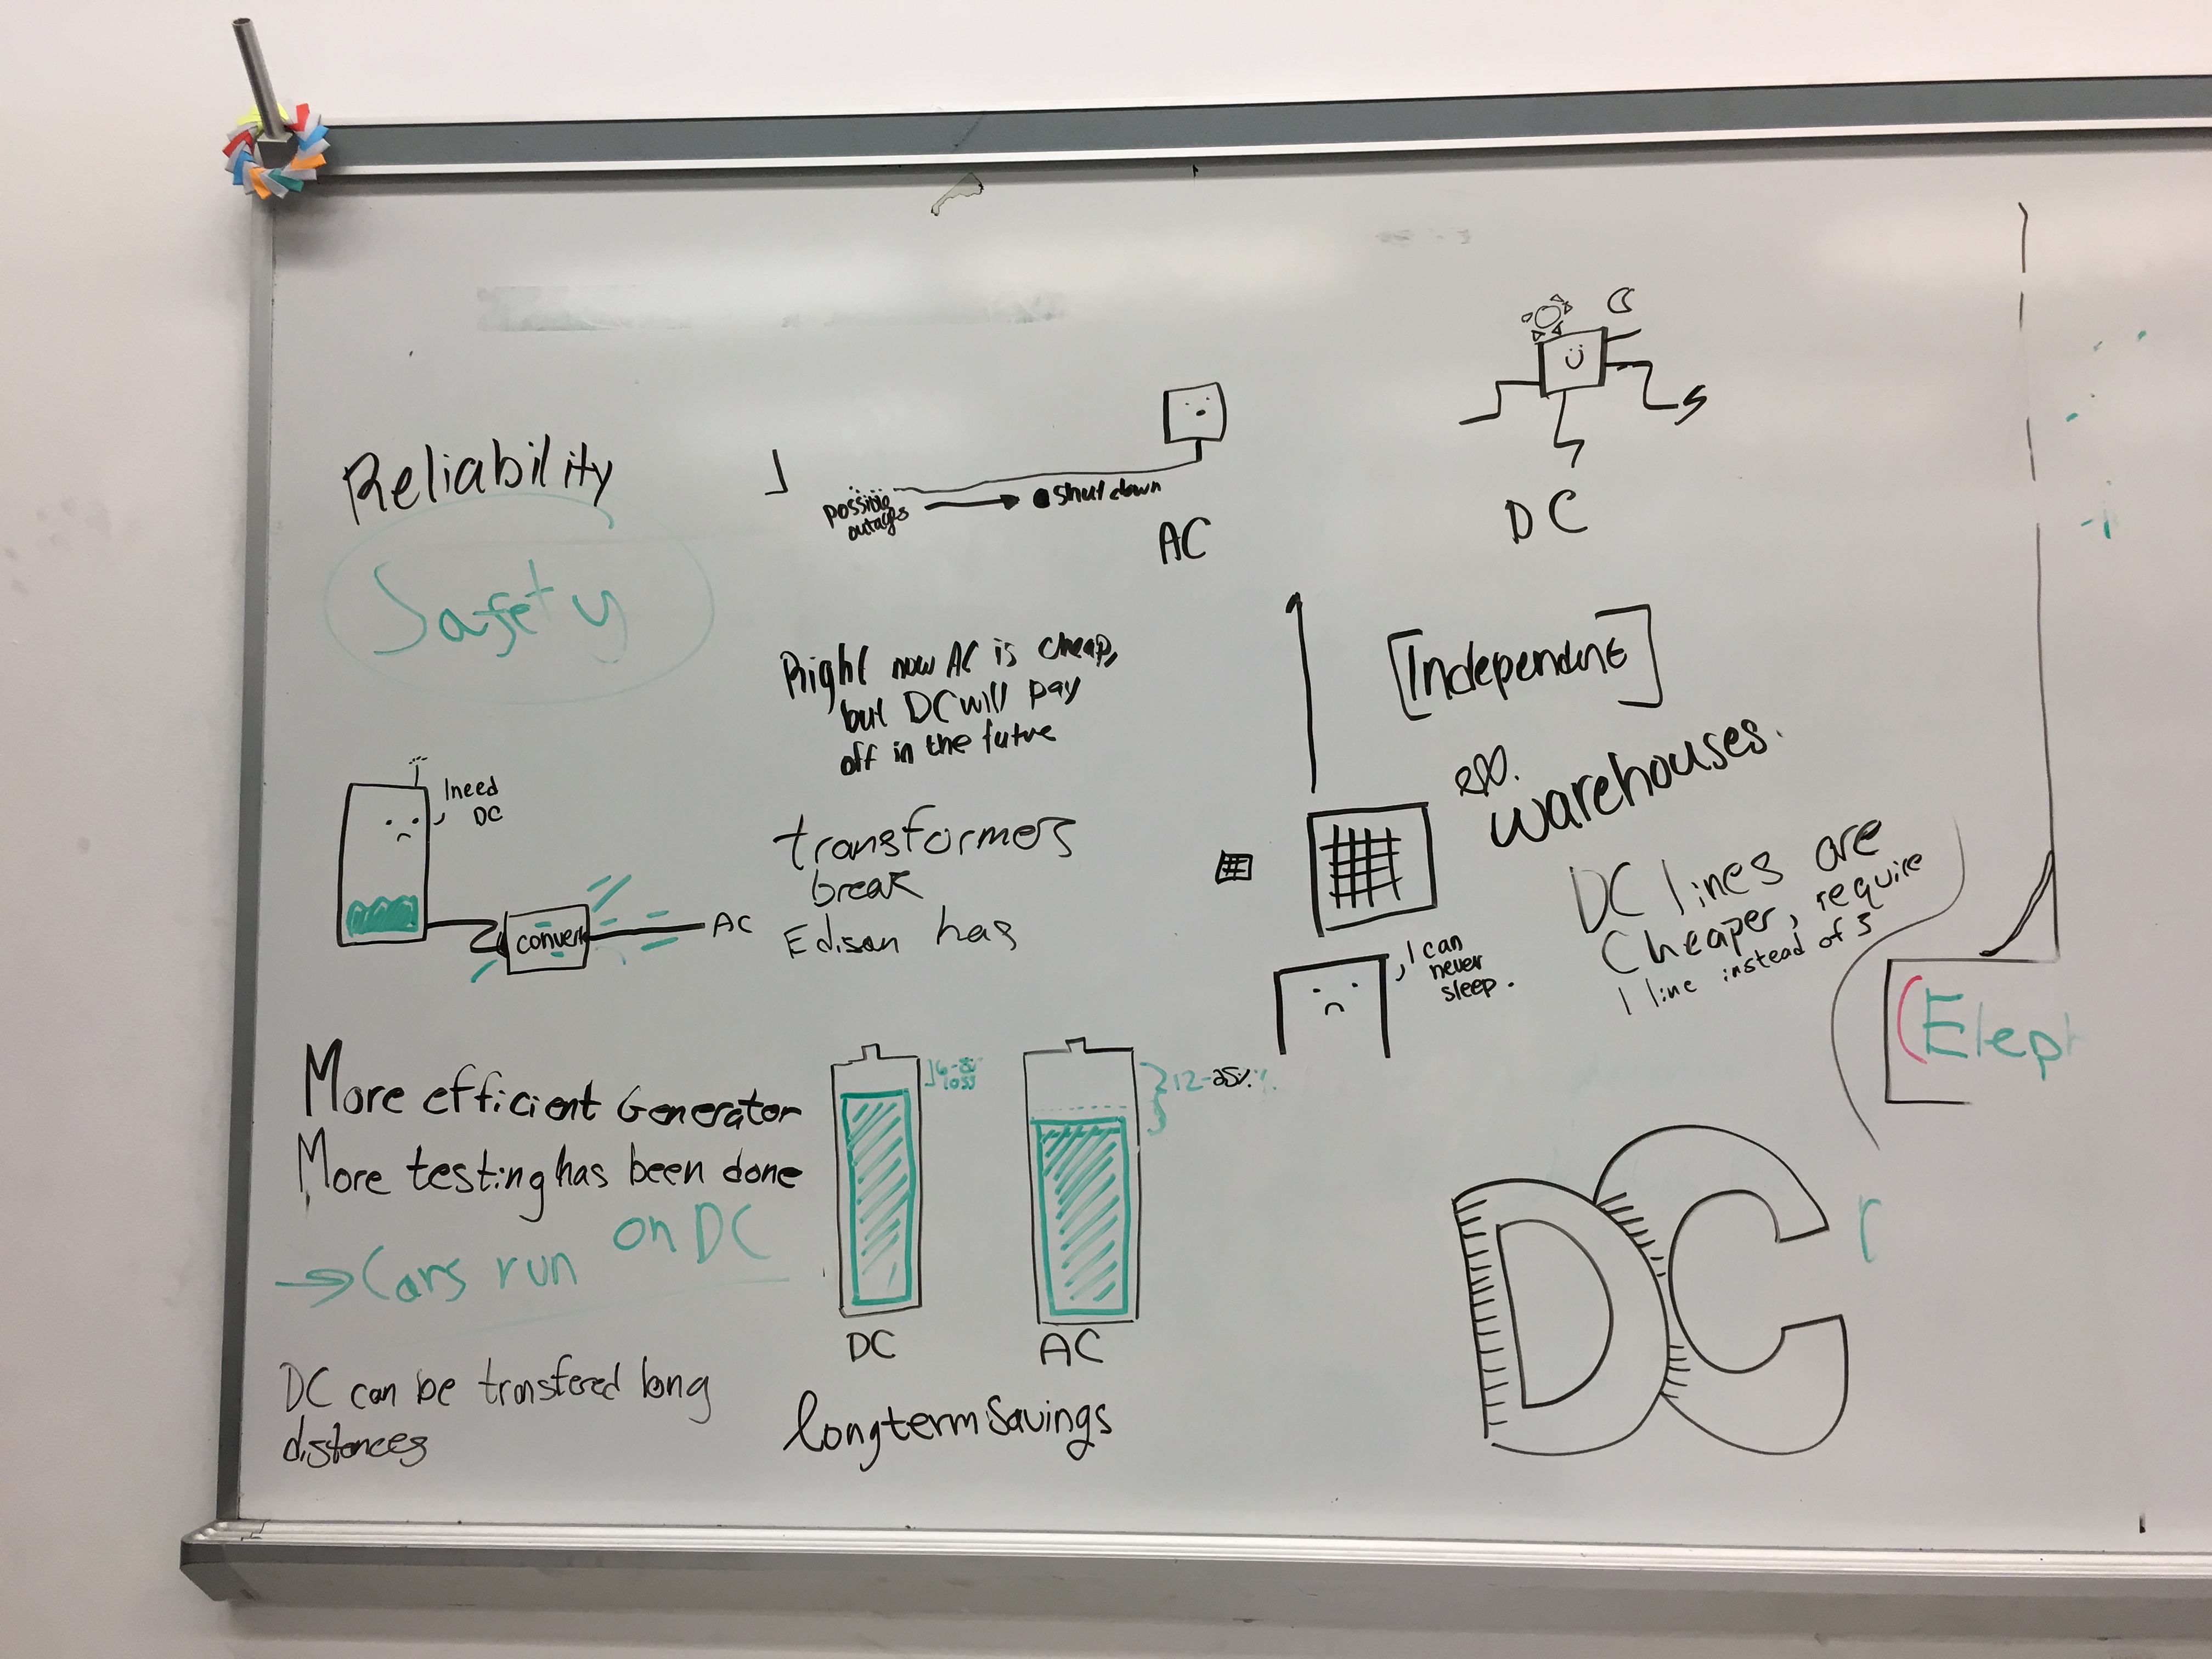 Reliability
Safety
possible
outages
shut down
AC
DC
Right now AC is cheap,
but DC will pay
off in the future
[Independent]
warehouses.
I need
DC
convert
AC
transformers
break
Edison has
DC lines are
Cheaper, require
1 line instead of 3
I can
never
sleep.
(Elep
More efficient Generator
More testing has been done
→ Cars run on DC
DC can be transfered long
distances
6-8%
loss
12-25%
DC
AC
longterm savings
DC